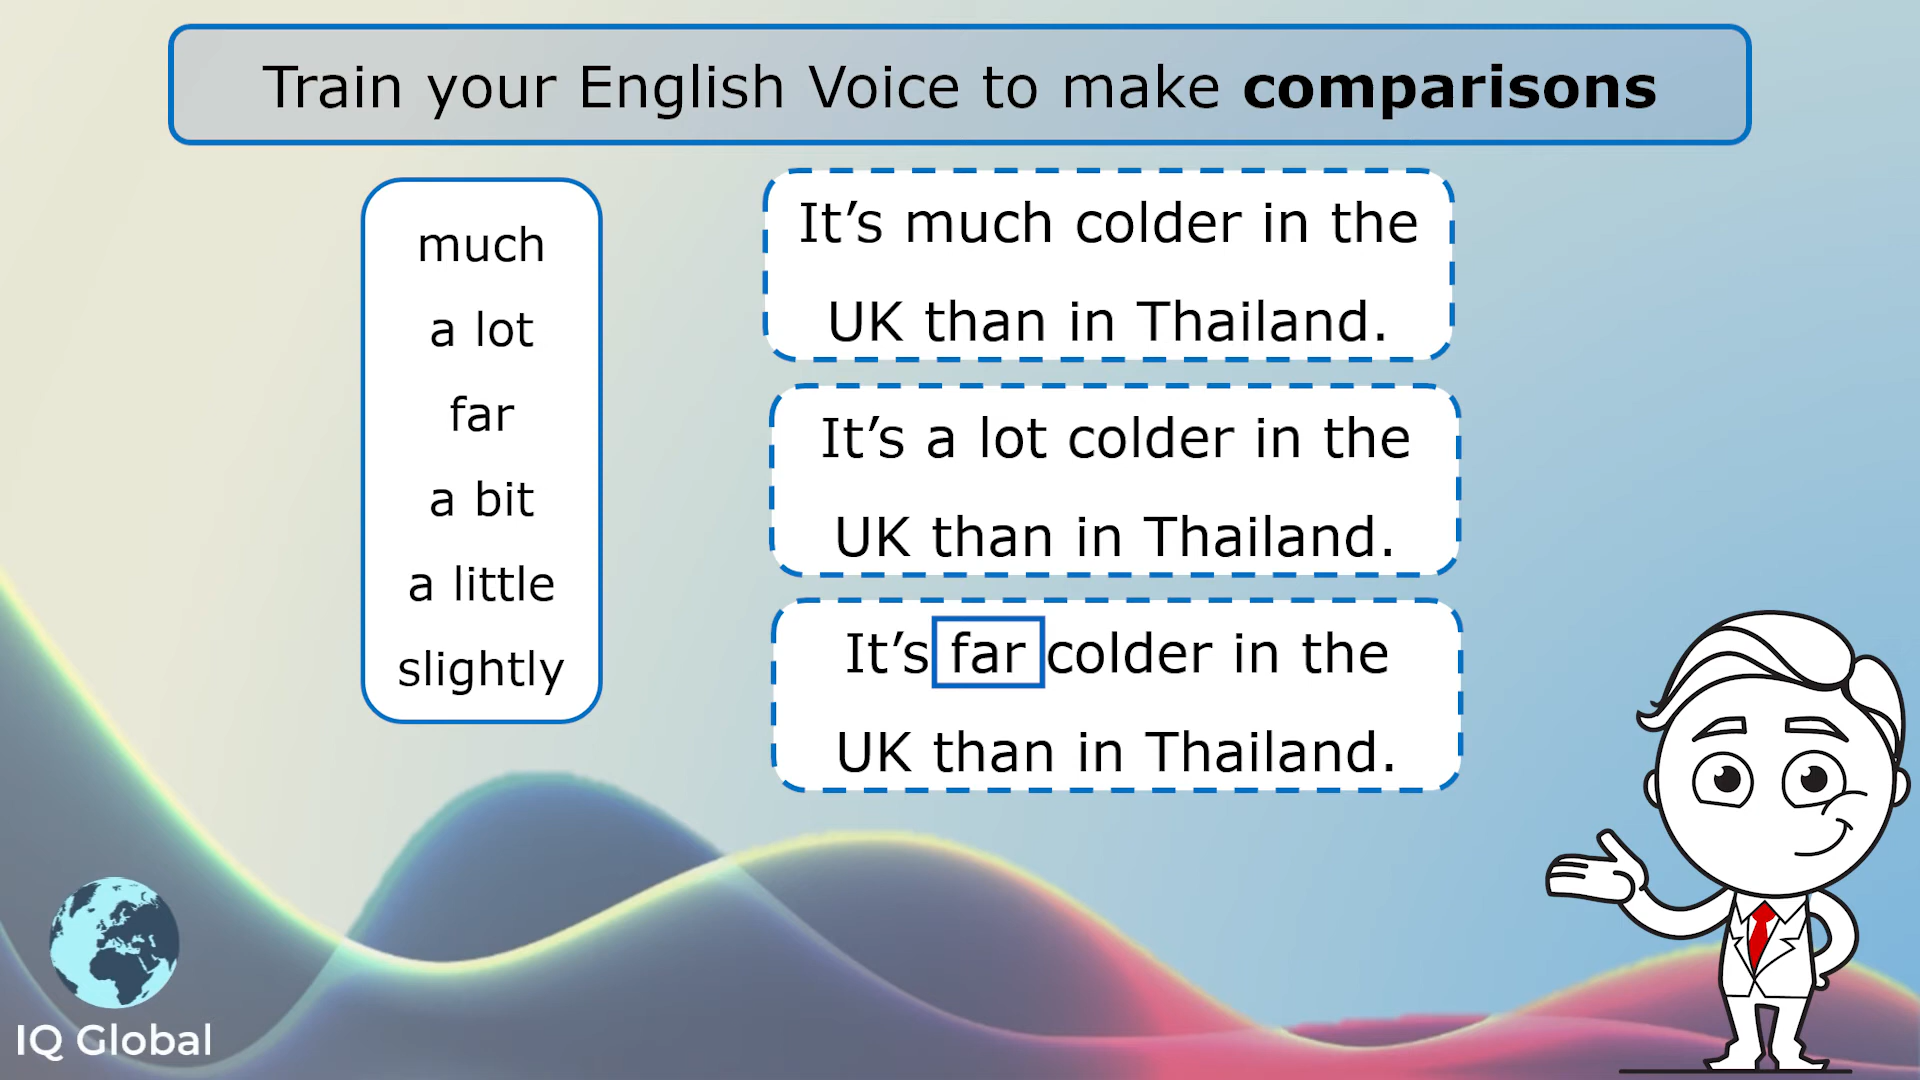 Train your English Voice to make comparisons
much
a lot
far
a bit
a little
slightly
It’s much colder in the
UK than in Thailand.
It’s a lot colder in the
UK than in Thailand.
It’s far colder in the
UK than in Thailand.
IQ Global